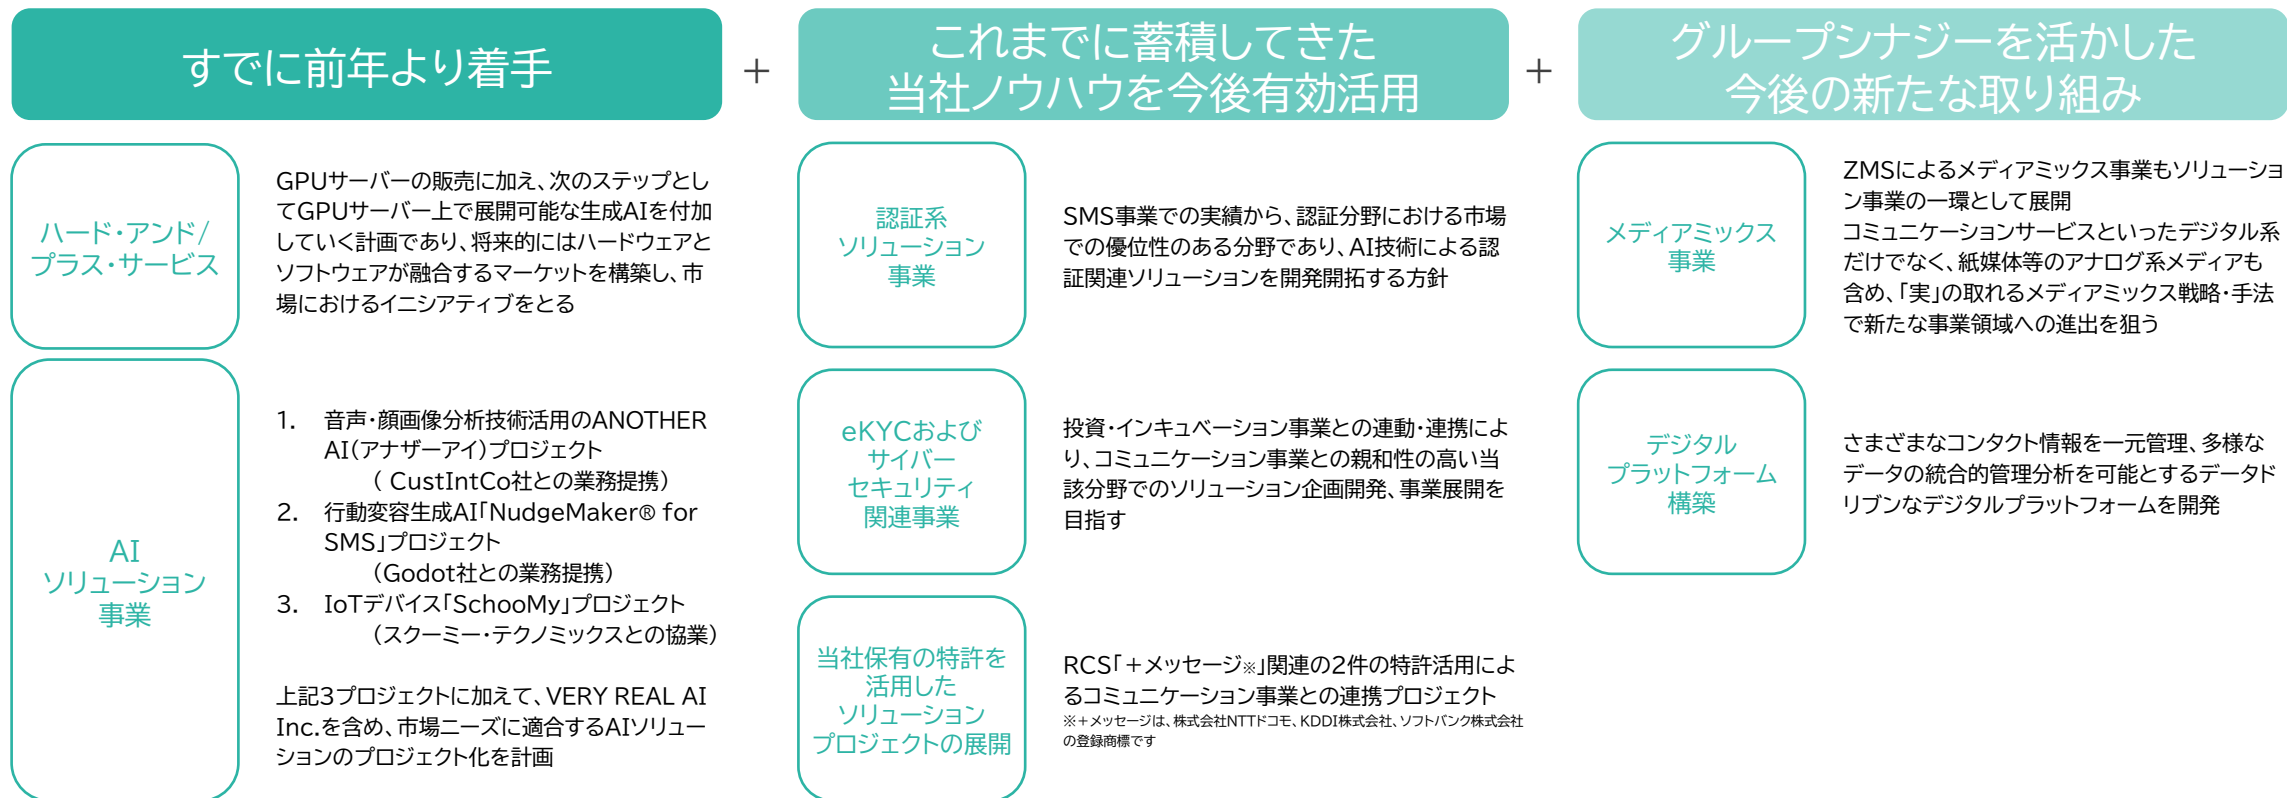 すでに前年より着手
＋
これまでに蓄積してきた
当社ノウハウを今後有効活用
＋
グループシナジーを活かした
今後の新たな取り組み
ハード・アンド/
プラス・サービス
GPUサーバーの販売に加え、次のステップとし
てGPUサーバー上で展開可能な生成AIを付加
していく計画であり、将来的にはハードウェアと
ソフトウェアが融合するマーケットを構築し、市
場におけるイニシアティブをとる
AI
ソリューション
事業
1. 音声・顔画像分析技術活用のANOTHER
AI(アナザーアイ)プロジェクト
( CustIntCo社との業務提携)
2. 行動変容生成AI「NudgeMaker® for
SMS」プロジェクト
(Godot社との業務提携)
3. IoTデバイス「SchooMy」プロジェクト
(スクーミー・テクノミックスとの協業)
上記3プロジェクトに加えて、VERY REAL AI
Inc.を含め、市場ニーズに適合するAIソリュー
ションのプロジェクト化を計画
認証系
ソリューション
事業
SMS事業での実績から、認証分野における市場
での優位性のある分野であり、AI技術による認
証関連ソリューションを開発開拓する方針
eKYCおよび
サイバー
セキュリティ
関連事業
投資・インキュベーション事業との連動・連携によ
り、コミュニケーション事業との親和性の高い当
該分野でのソリューション企画開発、事業展開を
目指す
当社保有の特許を
活用した
ソリューション
プロジェクトの展開
RCS「＋メッセージ※」関連の2件の特許活用によ
るコミュニケーション事業との連携プロジェクト
※＋メッセージは、株式会社NTTドコモ、KDDI株式会社、ソフトバンク株式会社
の登録商標です
メディアミックス
事業
ZMSによるメディアミックス事業もソリューショ
ン事業の一環として展開
コミュニケーションサービスといったデジタル系
だけでなく、紙媒体等のアナログ系メディアも
含め、「実」の取れるメディアミックス戦略・手法
で新たな事業領域への進出を狙う
デジタル
プラットフォーム
構築
さまざまなコンタクト情報を一元管理、多様な
データの統合的管理分析を可能とするデータド
リブンなデジタルプラットフォームを開発